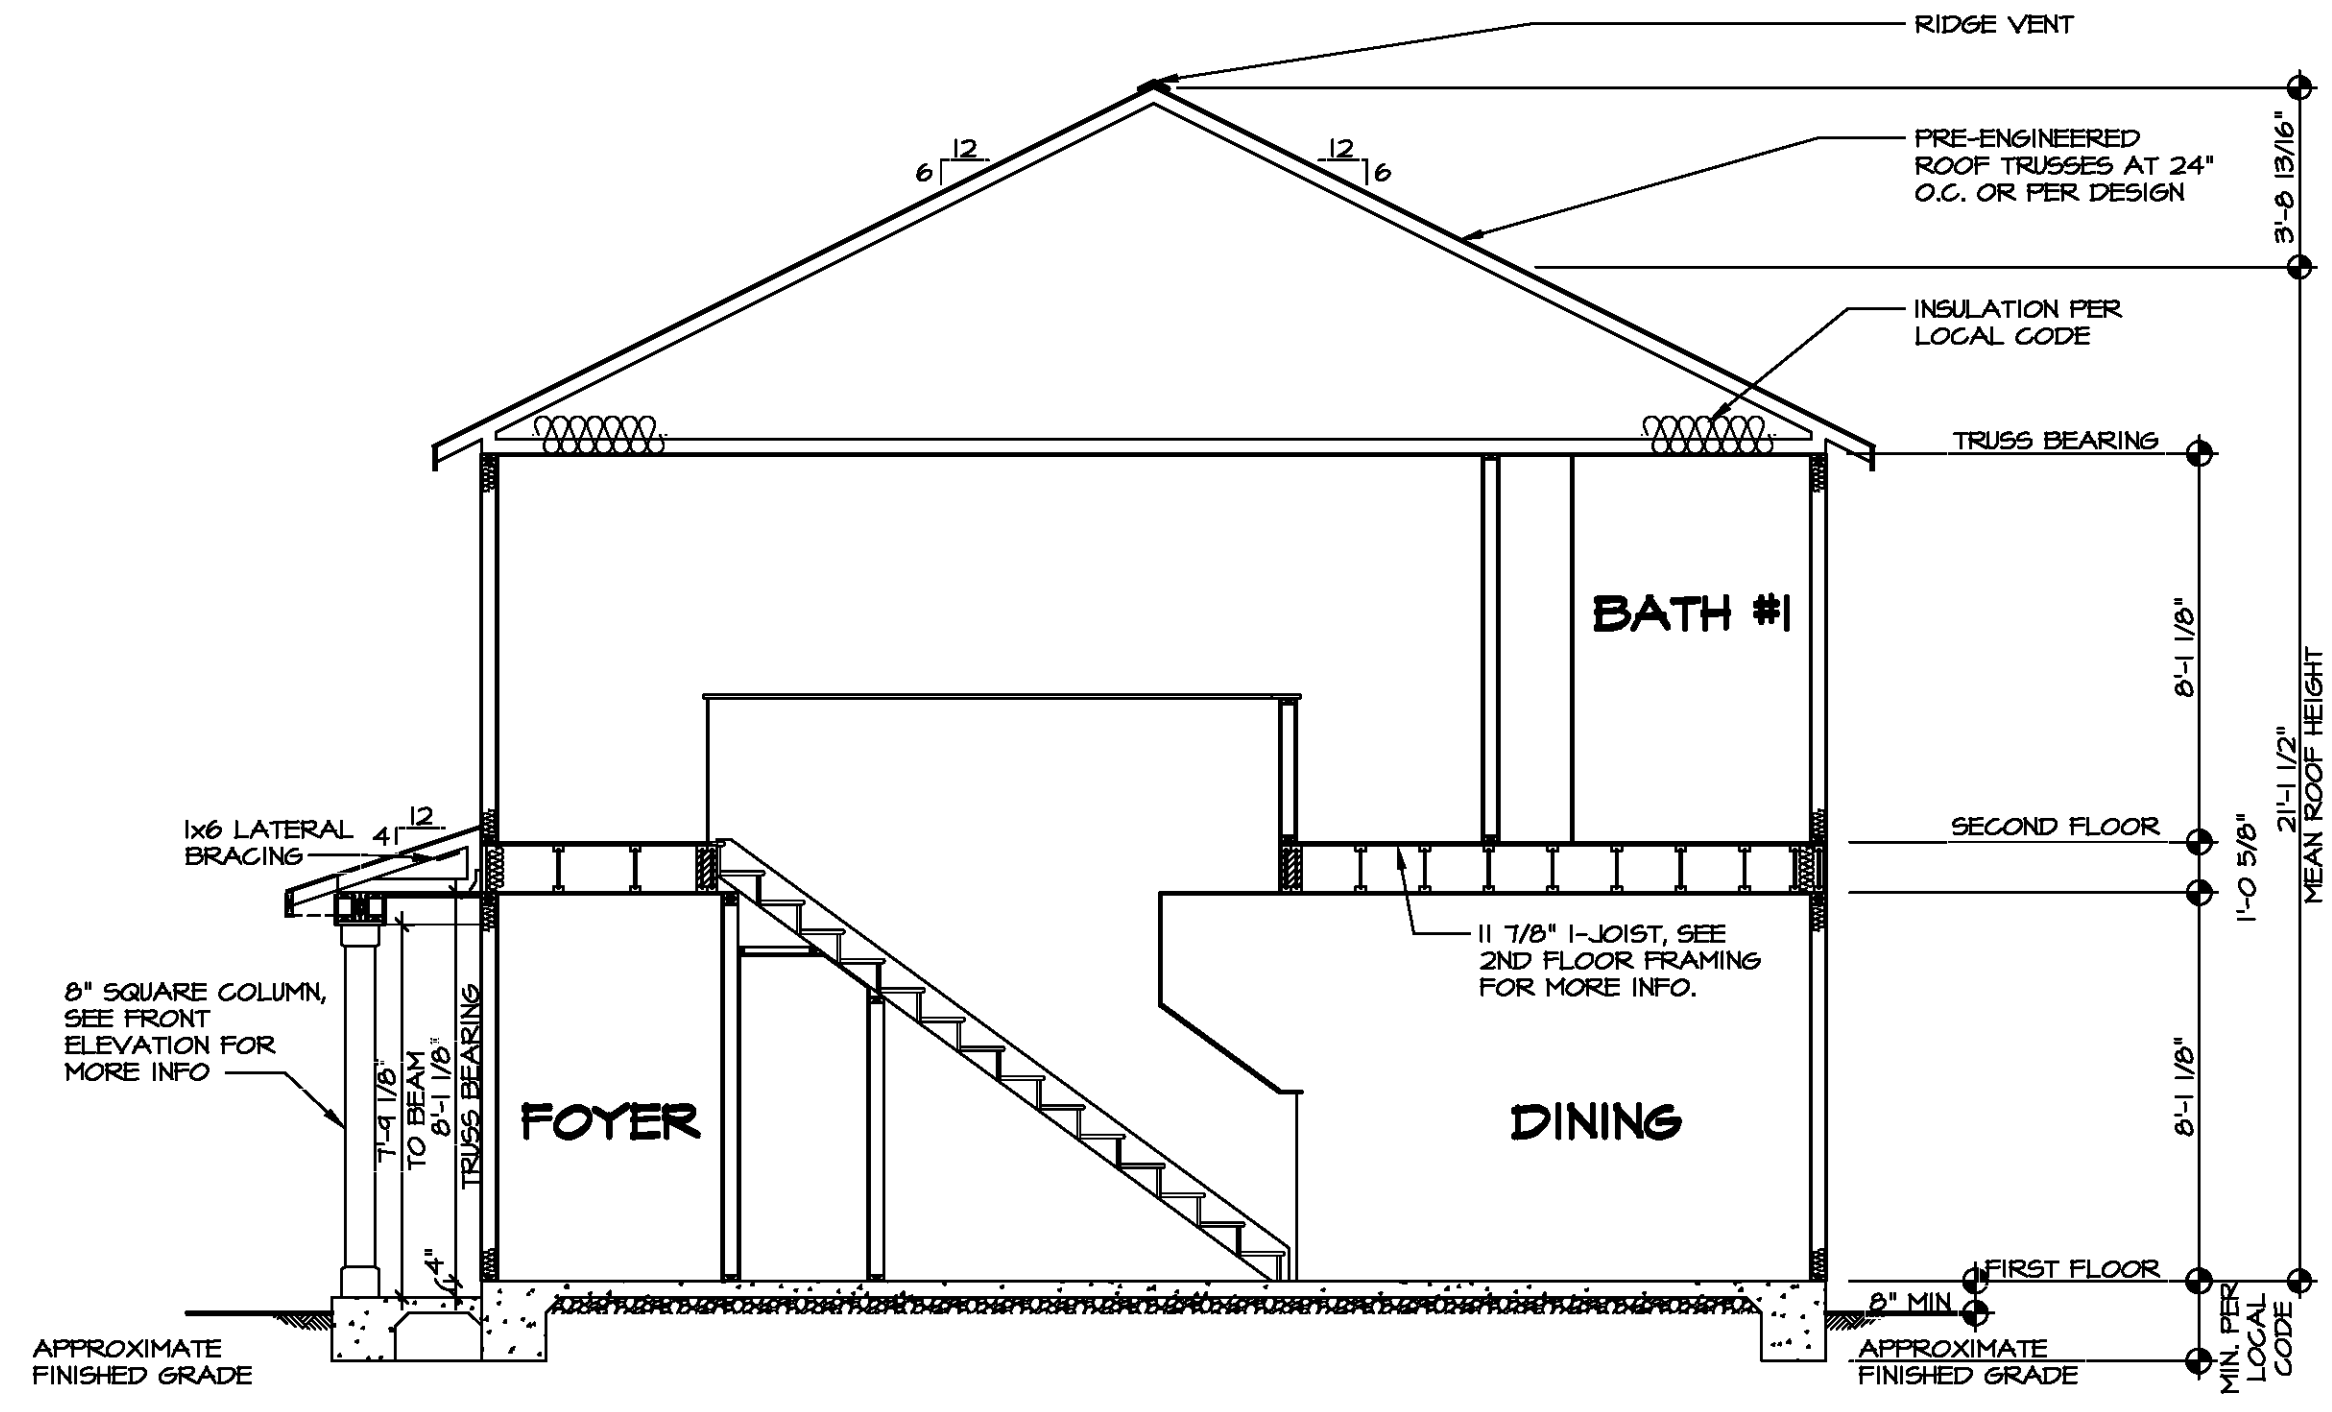 RIDGE VENT
12
6
12
6
PRE-ENGINEERED
ROOF TRUSSES AT 24"
O.C. OR PER DESIGN
3'-8 13/16"
INSULATION PER
LOCAL CODE
TRUSS BEARING
BATH #1
8'-1 1/8"
21'-1 1/2"
MEAN ROOF HEIGHT
12
4
1x6 LATERAL
BRACING
SECOND FLOOR
1'-0 5/8"
11 7/8" I-JOIST, SEE
2ND FLOOR FRAMING
FOR MORE INFO.
8" SQUARE COLUMN,
SEE FRONT
ELEVATION FOR
MORE INFO
7'-9 1/8"
TO BEAM
8'-1 1/8"
TRUSS BEARING
FOYER
DINING
8'-1 1/8"
4"
FIRST FLOOR
8" MIN
MIN. PER
LOCAL
CODE
APPROXIMATE
FINISHED GRADE
APPROXIMATE
FINISHED GRADE